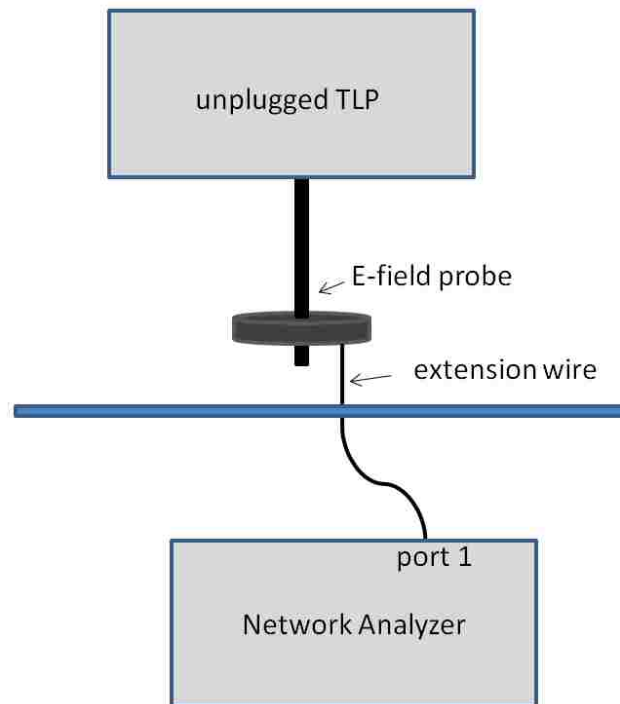 unplugged TLP
E-field probe
extension wire
port 1
Network Analyzer